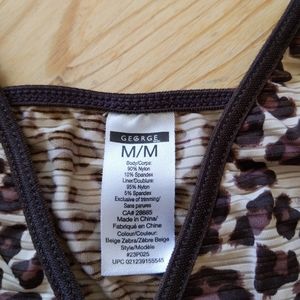 GEORGE
M/M
Body/Corps:
90% Nylon
10% Spandex
Liner/Doublure:
95% Nylon
5% Spandex
Exclusive of trimming/
Sans parures
CA# 28885
Made in China/
Fabriqué en Chine
Colour/Couleur:
Beige Zebra/Zèbre Beige
Style/Modèle:
#23P025
UPC 021239155545